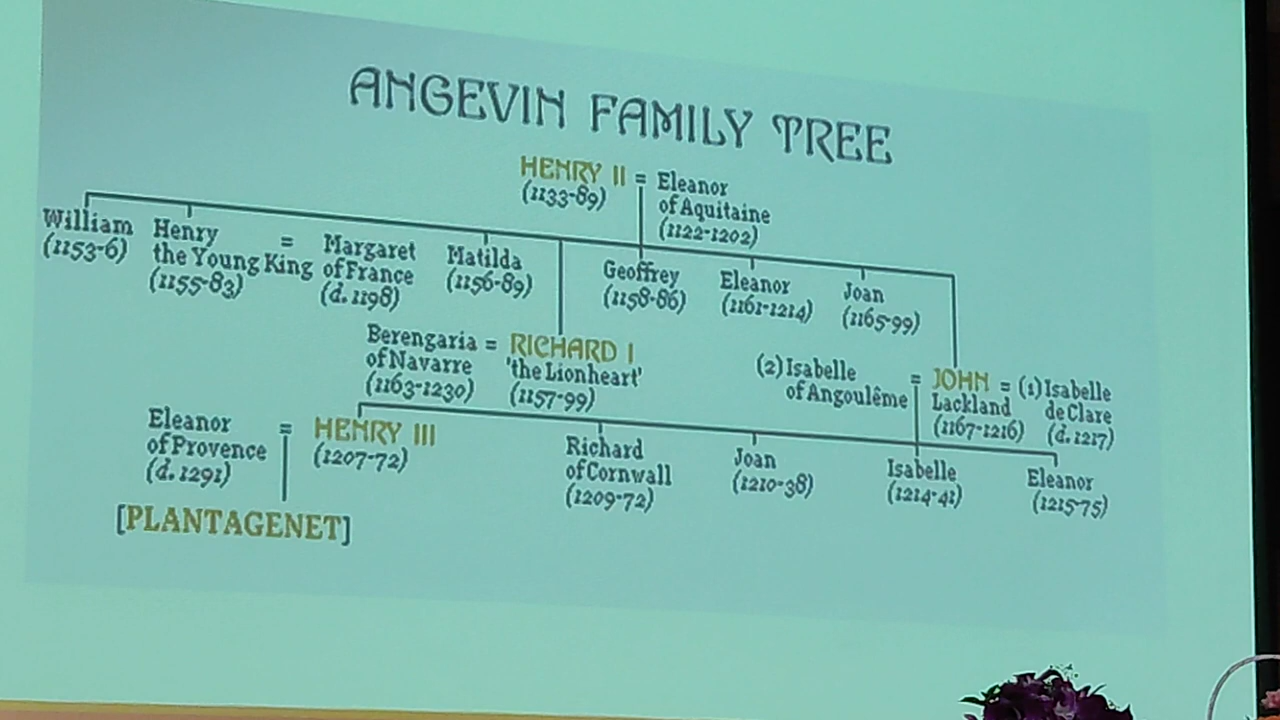 ANGEVIN FAMILY TREE
HENRY II = Eleanor
(1133-89) of Aquitaine
(1122-1202)
William
(1153-6)
Henry = Margaret
the Young King of France
(1155-83) (d. 1198)
Matilda
(1156-89)
Geoffrey
(1158-86)
Eleanor
(1161-1214)
Joan
(1165-99)
Berengaria = RICHARD I
of Navarre 'the Lionheart'
(1163-1230) (1157-99)
(2) Isabelle = JOHN = (1) Isabelle
of Angoulême Lackland de Clare
(1167-1216) (d. 1217)
Eleanor = HENRY III
of Provence (1207-72)
(d. 1291)
Richard
of Cornwall
(1209-72)
Joan
(1210-38)
Isabelle
(1214-41)
Eleanor
(1215-75)
[PLANTAGENET]